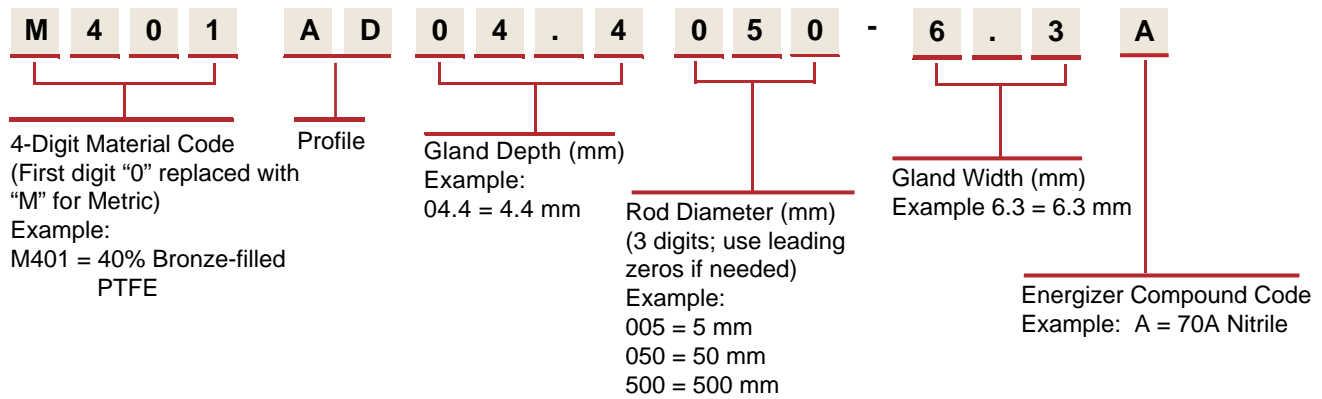 M 4 0 1 A D 0 4 . 4 0 5 0 - 6 . 3 A
4-Digit Material Code
(First digit “0” replaced with
“M” for Metric)
Example:
M401 = 40% Bronze-filled
PTFE
Profile
Gland Depth (mm)
Example:
04.4 = 4.4 mm
Rod Diameter (mm)
(3 digits; use leading
zeros if needed)
Example:
005 = 5 mm
050 = 50 mm
500 = 500 mm
Gland Width (mm)
Example 6.3 = 6.3 mm
Energizer Compound Code
Example: A = 70A Nitrile